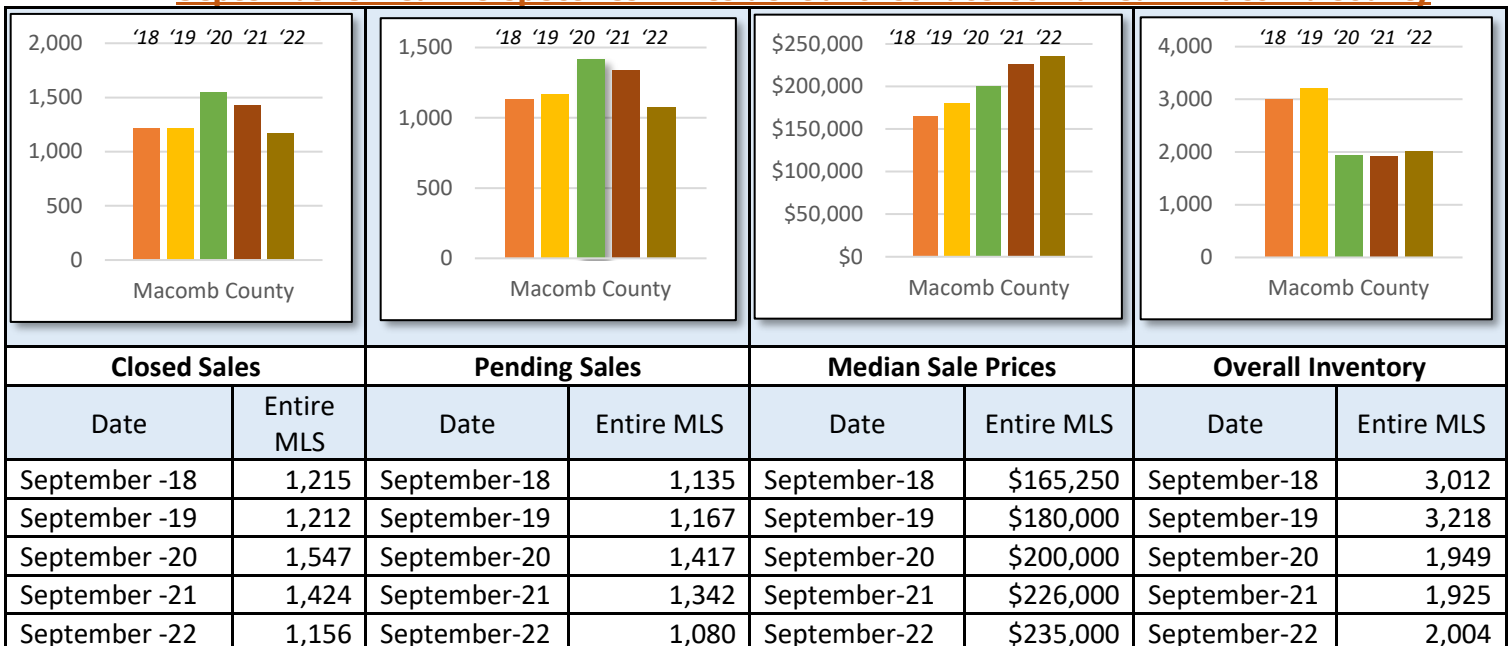 2,000
1,500
1,000
500
0
‘18 ‘19 ‘20 ‘21 ‘22
Macomb County
1,500
1,000
500
0
‘18 ‘19 ‘20 ‘21 ‘22
Macomb County
$250,000
$200,000
$150,000
$100,000
$50,000
$0
‘18 ‘19 ‘20 ‘21 ‘22
Macomb County
4,000
3,000
2,000
1,000
0
‘18 ‘19 ‘20 ‘21 ‘22
Macomb County
Closed Sales Pending Sales Median Sale Prices Overall Inventory
Date Entire MLS Date Entire MLS Date Entire MLS Date Entire MLS
September -18 1,215 September-18 1,135 September-18 $165,250 September-18 3,012
September -19 1,212 September-19 1,167 September-19 $180,000 September-19 3,218
September -20 1,547 September-20 1,417 September-20 $200,000 September-20 1,949
September -21 1,424 September-21 1,342 September-21 $226,000 September-21 1,925
September -22 1,156 September-22 1,080 September-22 $235,000 September-22 2,004